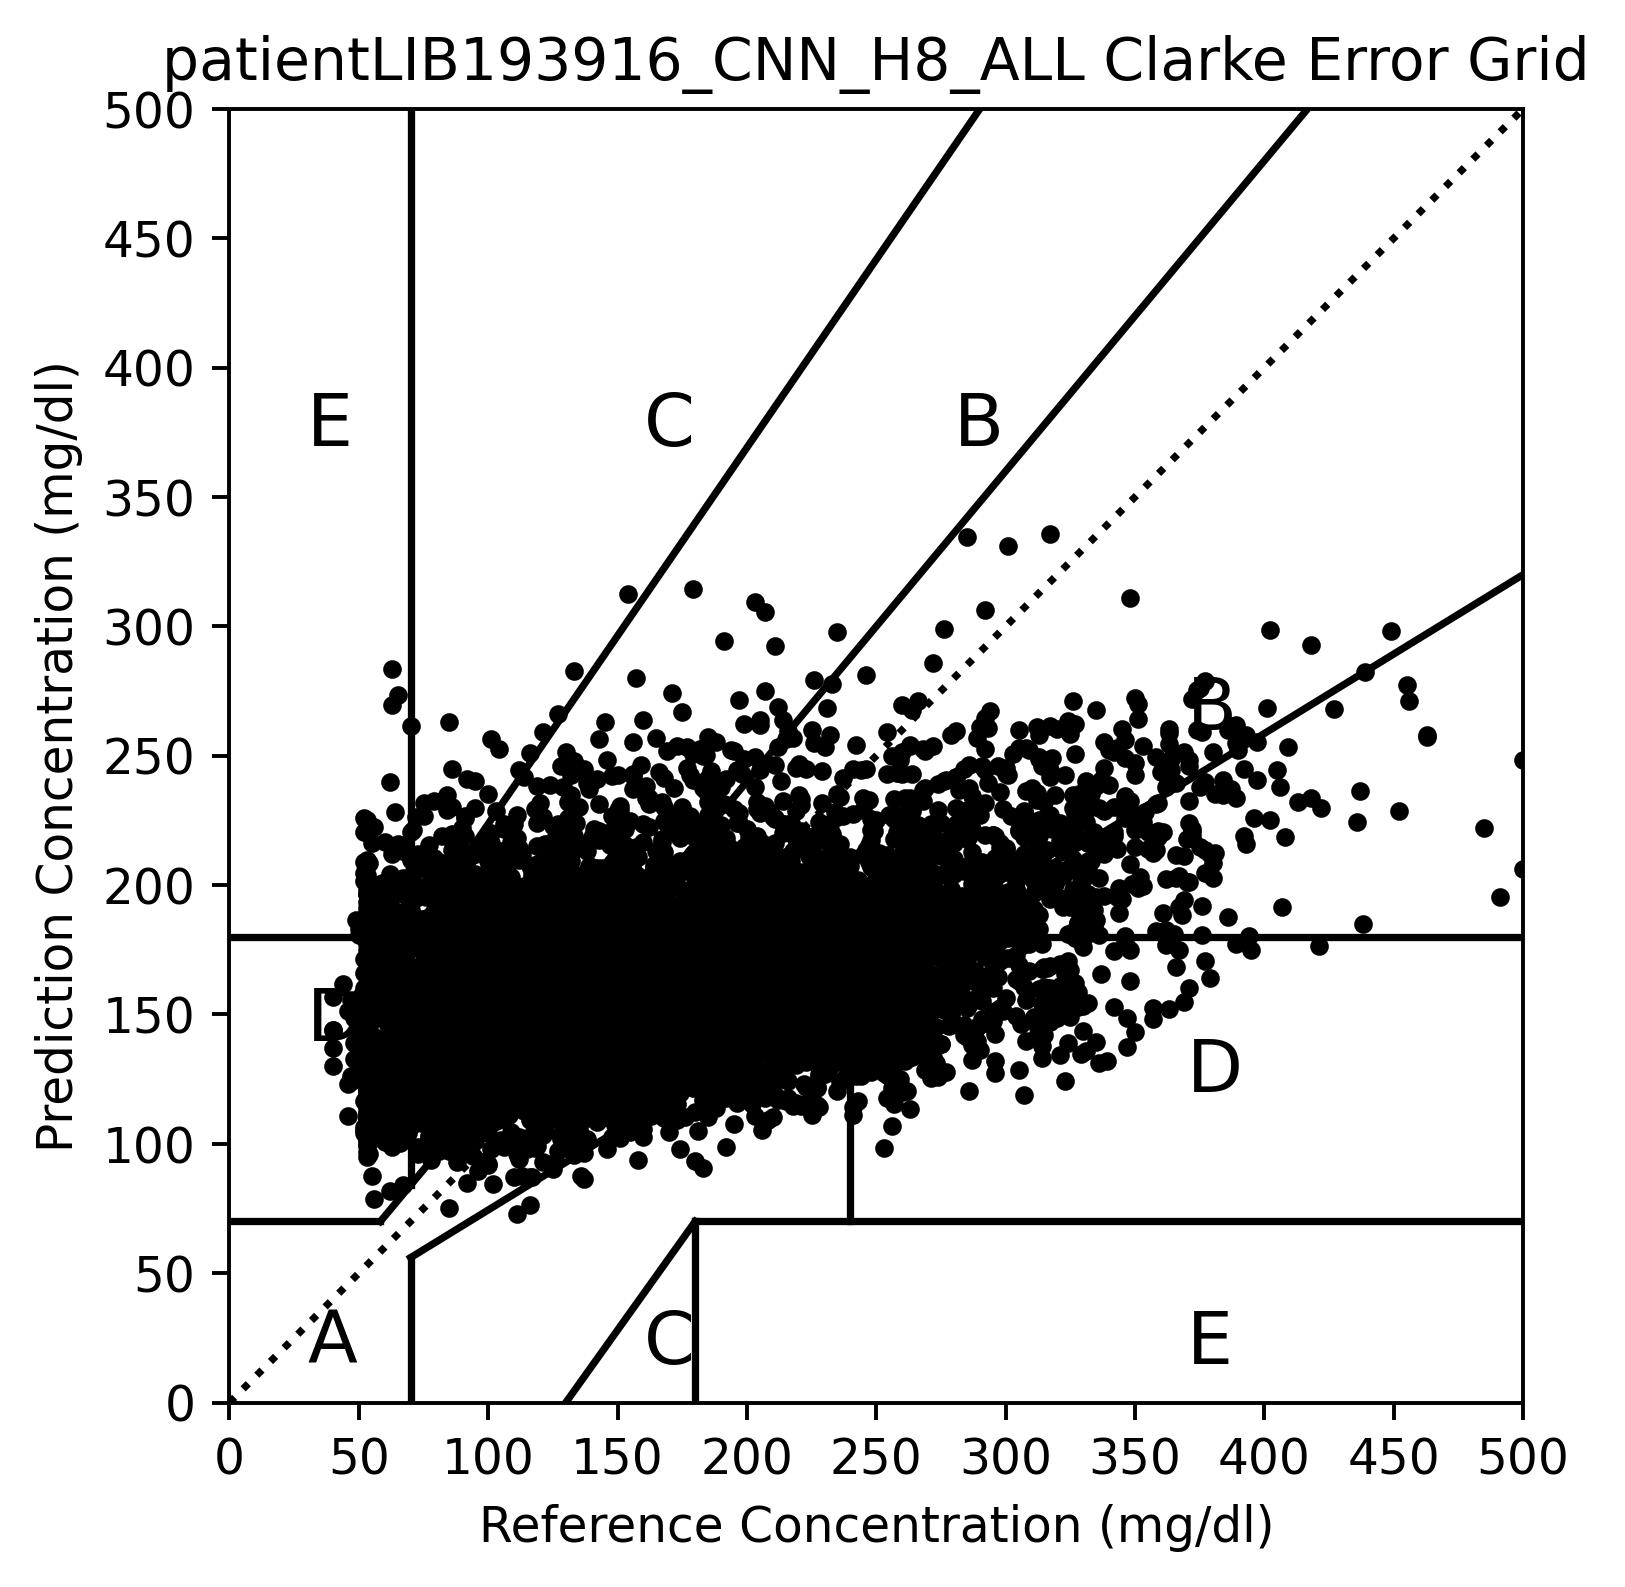 patientLIB193916_CNN_H8_ALL Clarke Error Grid
500
450
400
350
300
250
200
150
100
50
0
Prediction Concentration (mg/dl)
E
C
B
B
D
D
A
C
E
0 50 100 150 200 250 300 350 400 450 500
Reference Concentration (mg/dl)